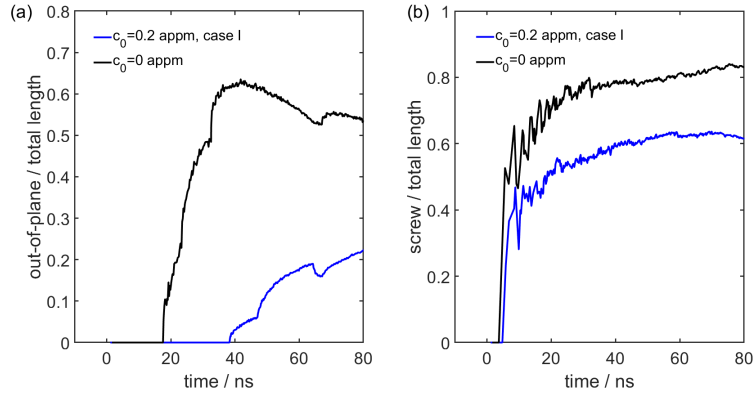 (a)
out-of-plane / total length
0.8
0.7
0.6
0.5
0.4
0.3
0.2
0.1
0
c0=0.2 appm, case I
c0=0 appm
0 20 40 60 80
time / ns
(b)
screw / total length
1
0.8
0.6
0.4
0.2
0
c0=0.2 appm, case I
c0=0 appm
0 20 40 60 80
time / ns